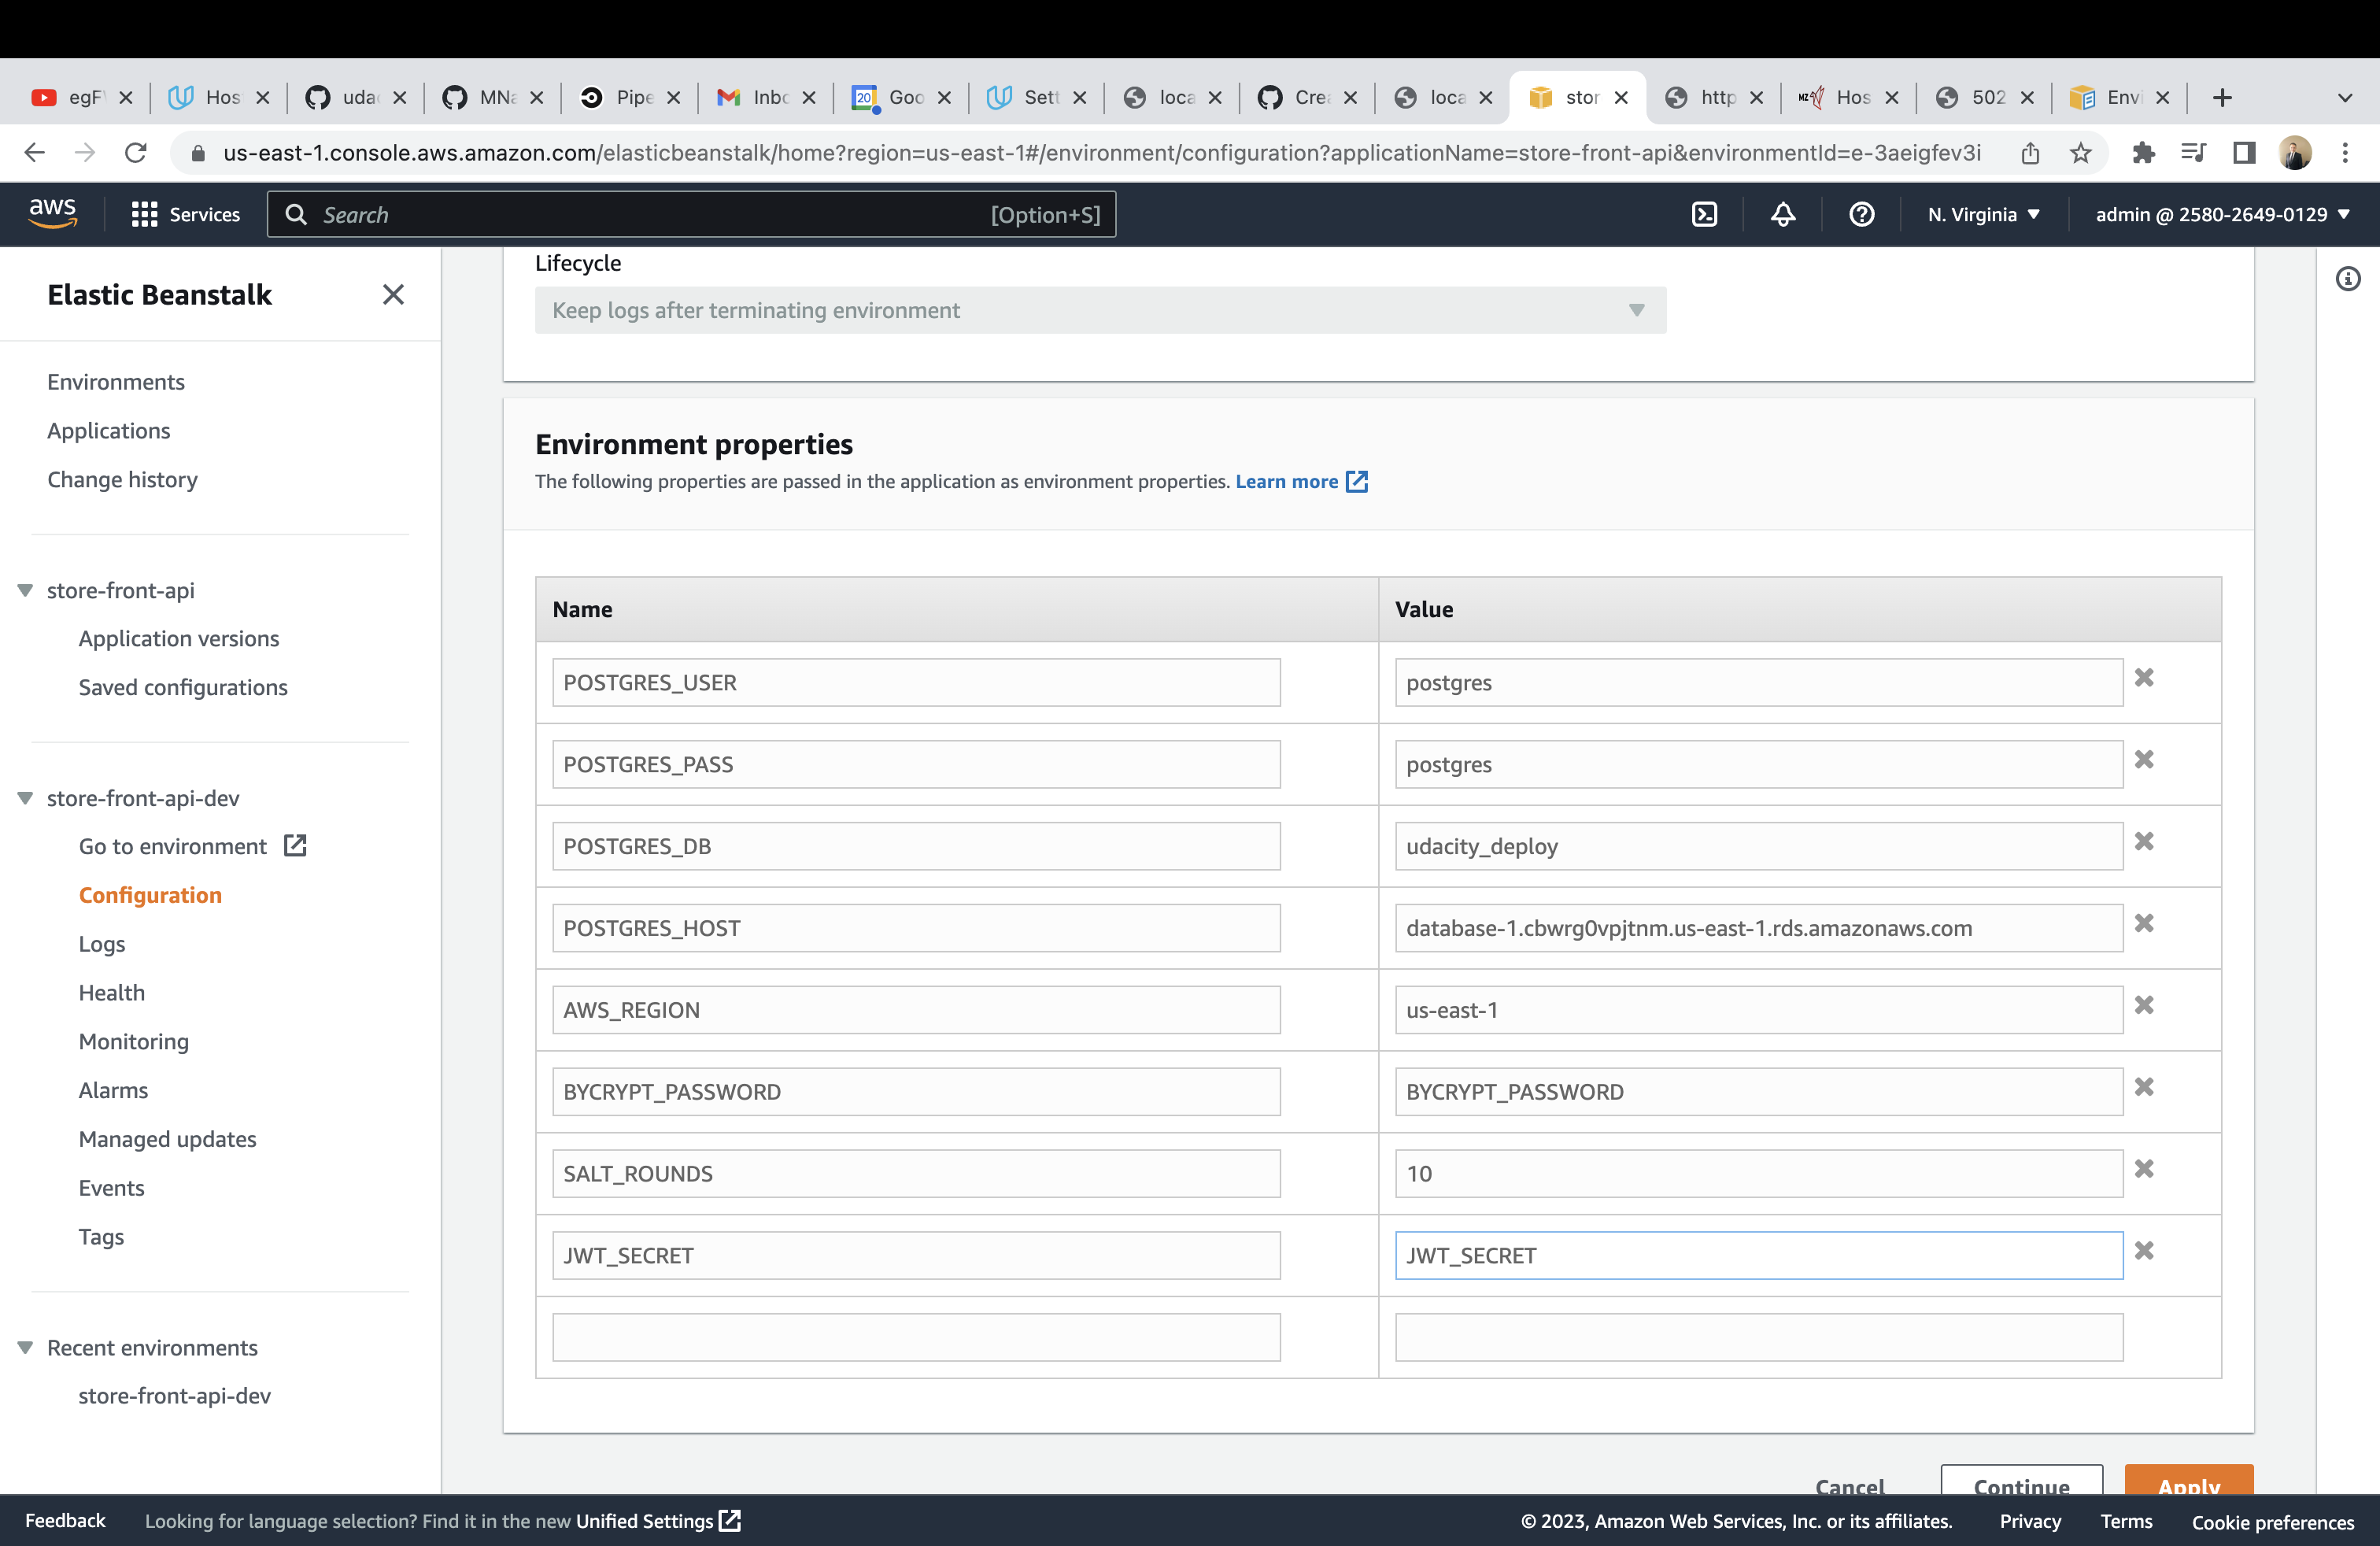 egF Hos uda MNa Pipe Inbc 20 Goo Sett loca Crea loca stor http MZ Hos 502 Envi
us-east-1.console.aws.amazon.com/elasticbeanstalk/home?region=us-east-1#/environment/configuration?applicationName=store-front-api&environmentId=e-3aeigfev3i
aws Services Search [Option+S] N. Virginia admin @ 2580-2649-0129
Elastic Beanstalk
Environments
Applications
Change history
store-front-api
Application versions
Saved configurations
store-front-api-dev
Go to environment
Configuration
Logs
Health
Monitoring
Alarms
Managed updates
Events
Tags
Recent environments
store-front-api-dev
Lifecycle
Keep logs after terminating environment
Environment properties
The following properties are passed in the application as environment properties. Learn more
Name Value
POSTGRES_USER postgres
POSTGRES_PASS postgres
POSTGRES_DB udacity_deploy
POSTGRES_HOST database-1.cbwrg0vpjtnm.us-east-1.rds.amazonaws.com
AWS_REGION us-east-1
BYCRYPT_PASSWORD BYCRYPT_PASSWORD
SALT_ROUNDS 10
JWT_SECRET JWT_SECRET
Cancel Continue Apply
Feedback Looking for language selection? Find it in the new Unified Settings © 2023, Amazon Web Services, Inc. or its affiliates. Privacy Terms Cookie preferences